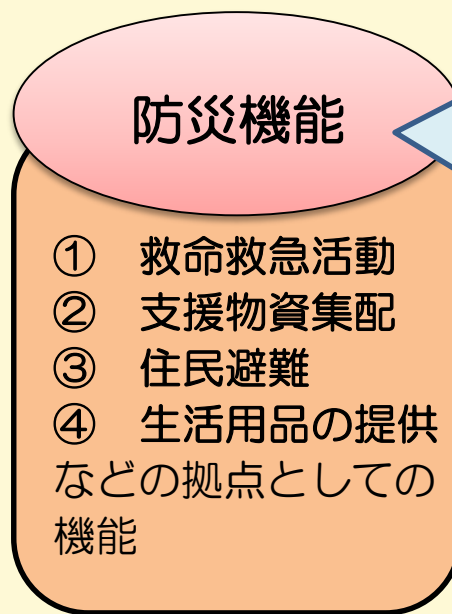 防災機能
① 救命救急活動
② 支援物資集配
③ 住民避難
④ 生活用品の提供
などの拠点としての
機能